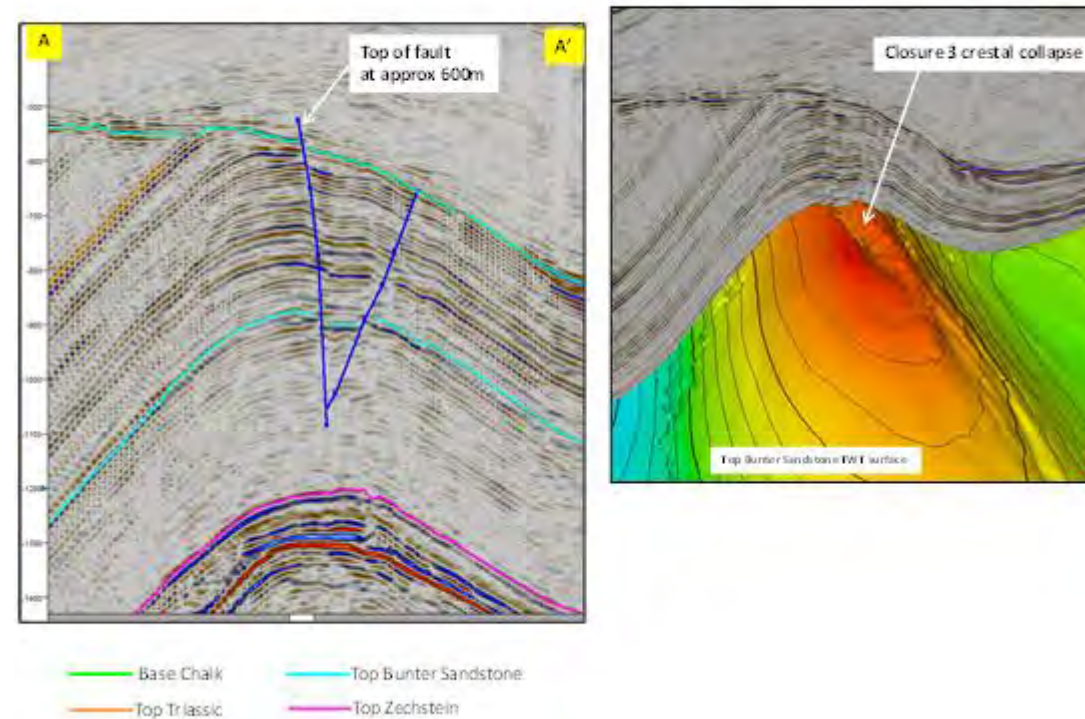 A
A'
Top of fault
at approx 600m
Closure 3 crestal collapse
Top Bunter Sandstone TWT surface
Base Chalk
Top Bunter Sandstone
Top Triassic
Top Zechstein